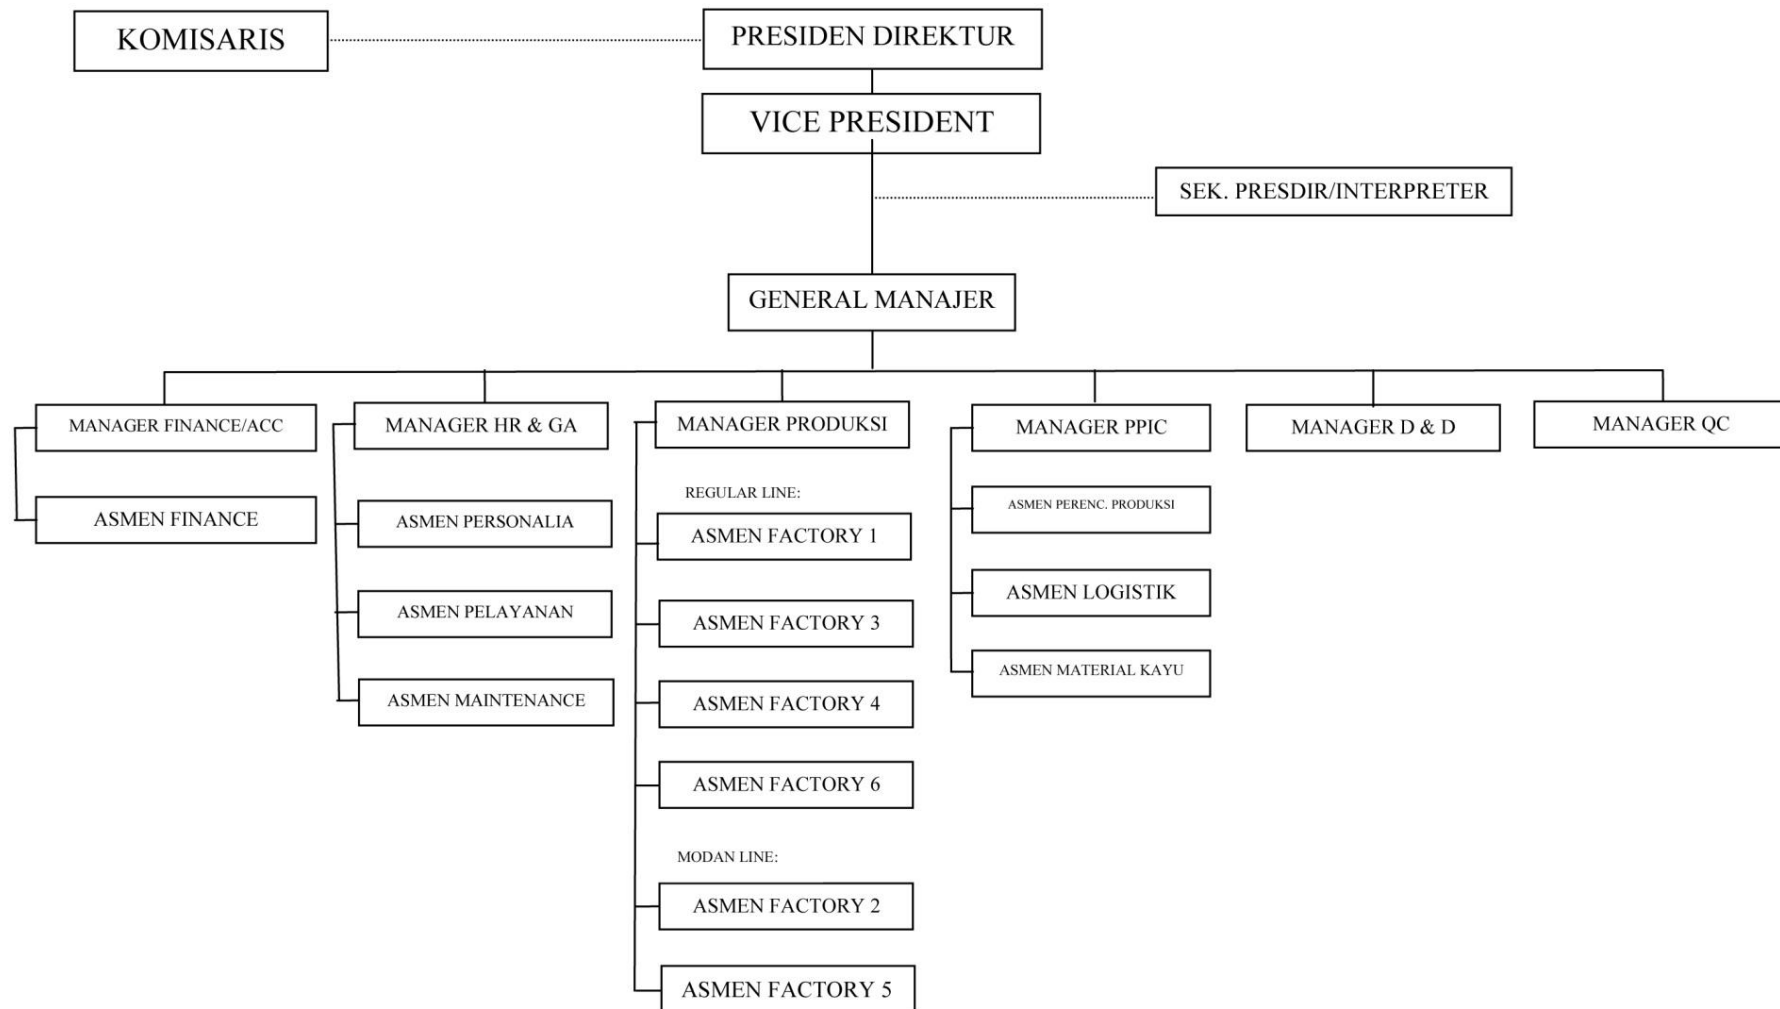 KOMISARIS
PRESIDEN DIREKTUR
VICE PRESIDENT
SEK. PRESDIR/INTERPRETER
GENERAL MANAJER
MANAGER FINANCE/ACC
ASMEN FINANCE
MANAGER HR & GA
ASMEN PERSONALIA
ASMEN PELAYANAN
ASMEN MAINTENANCE
MANAGER PRODUKSI
REGULAR LINE:
ASMEN FACTORY 1
ASMEN FACTORY 3
ASMEN FACTORY 4
ASMEN FACTORY 6
MODAN LINE:
ASMEN FACTORY 2
ASMEN FACTORY 5
MANAGER PPIC
ASMEN PERENC. PRODUKSI
ASMEN LOGISTIK
ASMEN MATERIAL KAYU
MANAGER D & D
MANAGER QC